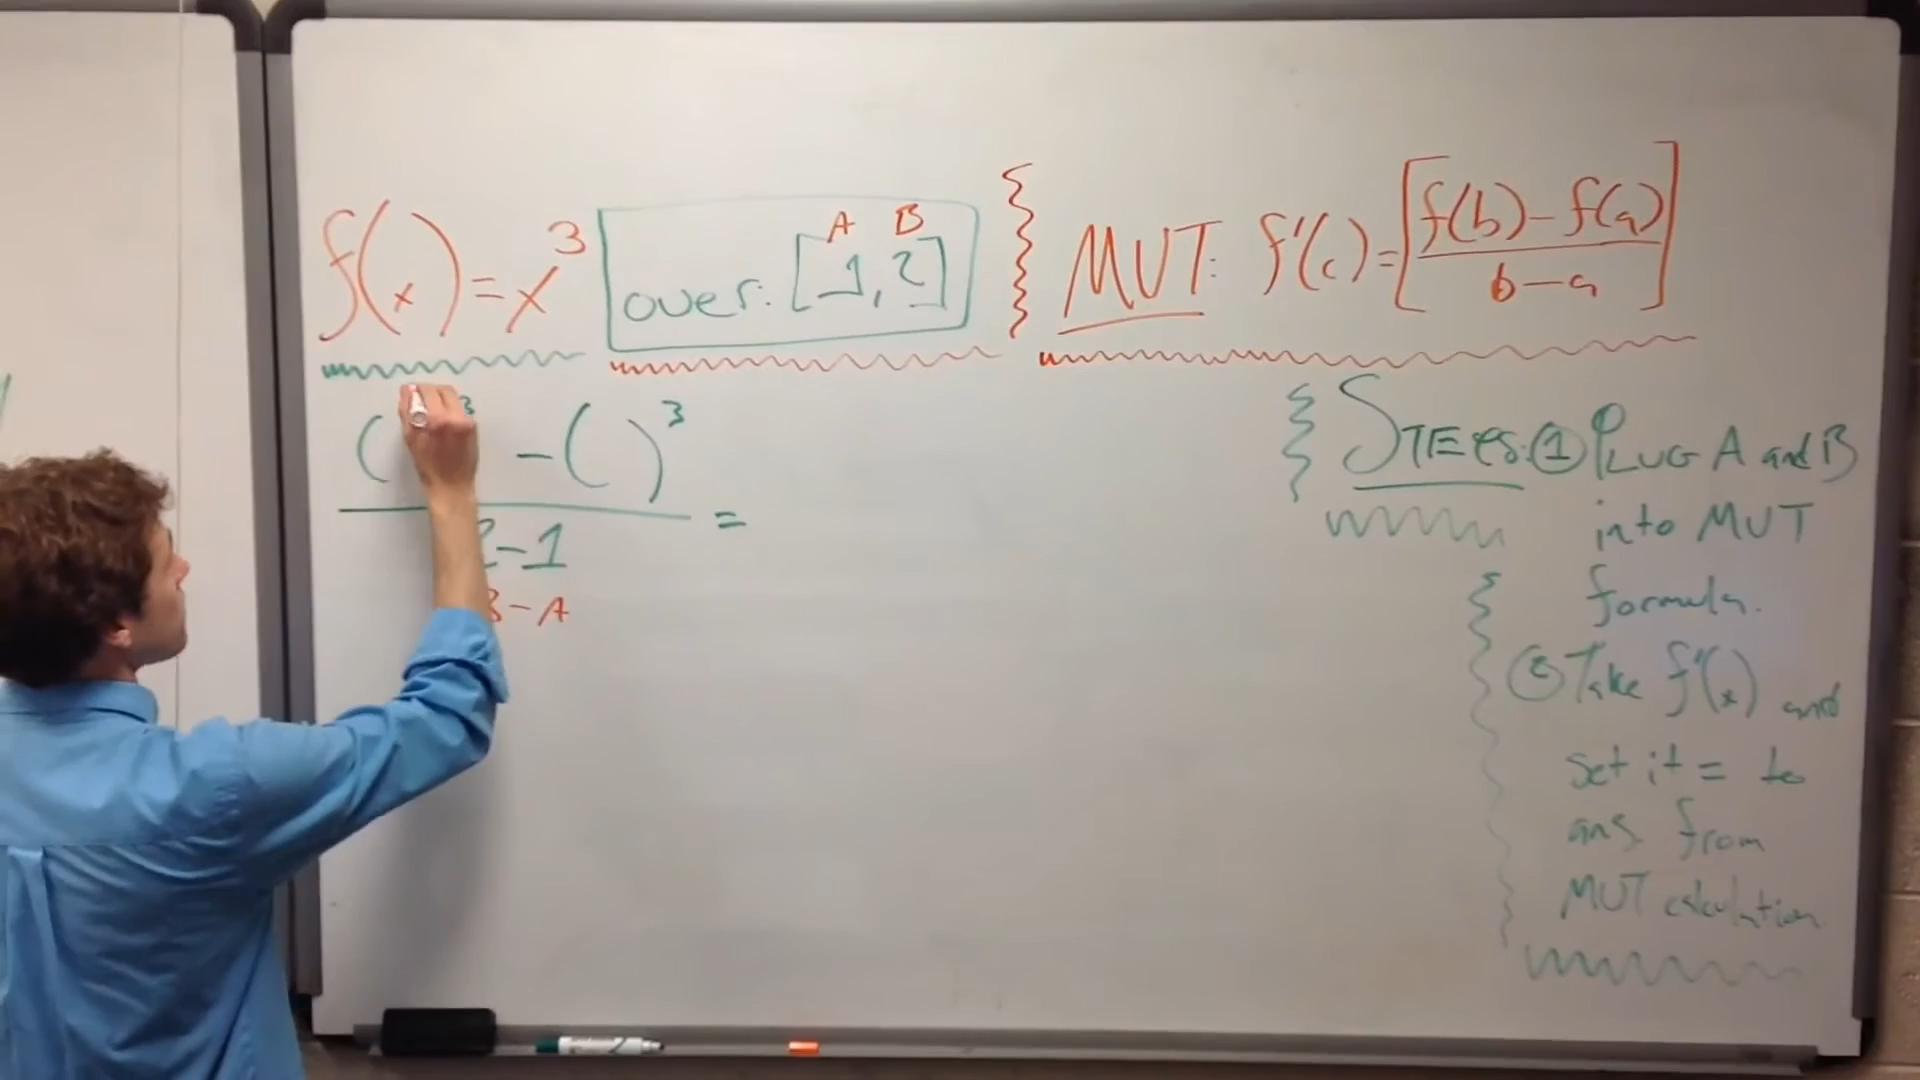 f(x) = x³
over: [1, 2]
A B
MVT: f'(c) = [f(b) - f(a) / b - a]
( )³ - ( )³
2 - 1 =
B - A
STEPS: ① PLUG A and B
into MVT
formula.
② Take f'(x) and
set it = to
ans from
MVT calculation